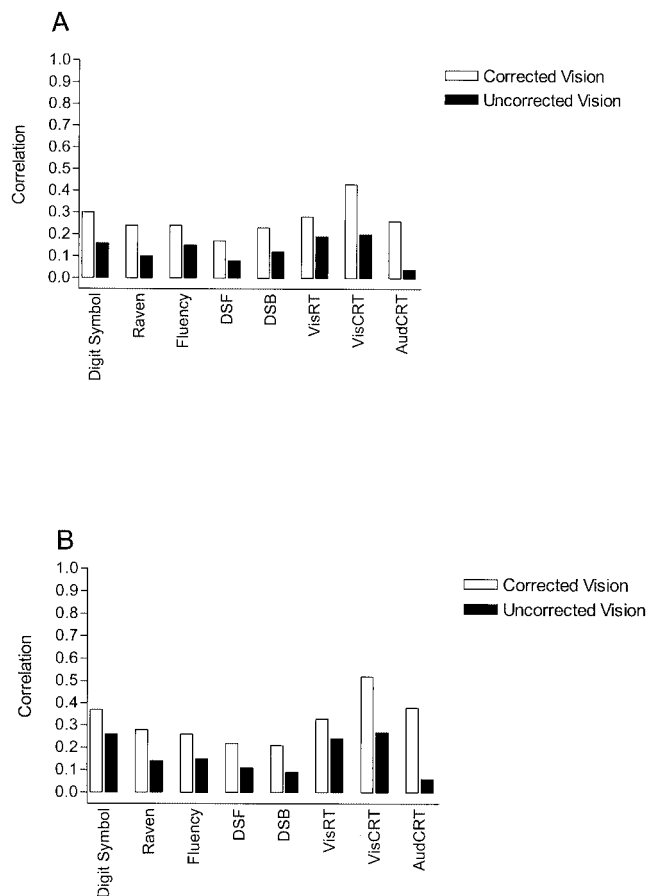 A
1.0
0.9
0.8
0.7
0.6
0.5
0.4
0.3
0.2
0.1
0.0
Correlation
Digit Symbol
Raven
Fluency
DSF
DSB
VisRT
VisCRT
AudCRT
Corrected Vision
Uncorrected Vision
B
1.0
0.9
0.8
0.7
0.6
0.5
0.4
0.3
0.2
0.1
0.0
Correlation
Digit Symbol
Raven
Fluency
DSF
DSB
VisRT
VisCRT
AudCRT
Corrected Vision
Uncorrected Vision